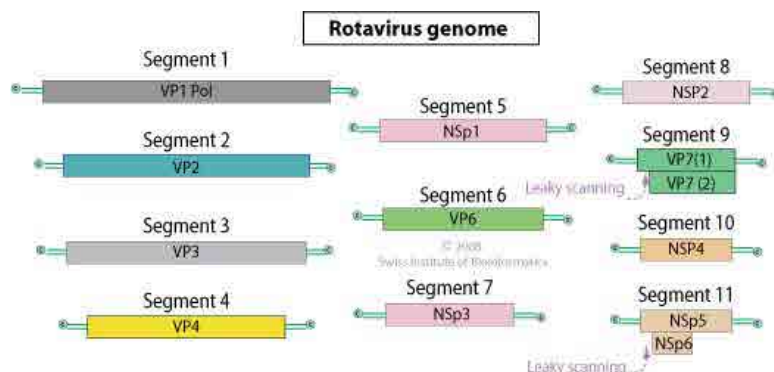 Rotavirus genome
Segment 1
VP1 Pol
Segment 2
VP2
Segment 3
VP3
Segment 4
VP4
Segment 5
NSp1
Segment 6
VP6
© 2008
Swiss Institute of Bioinformatics
Segment 7
NSp3
Segment 8
NSP2
Segment 9
VP7(1)
VP7 (2)
Leaky scanning
Segment 10
NSP4
Segment 11
NSp5
NSp6
Leaky scanning